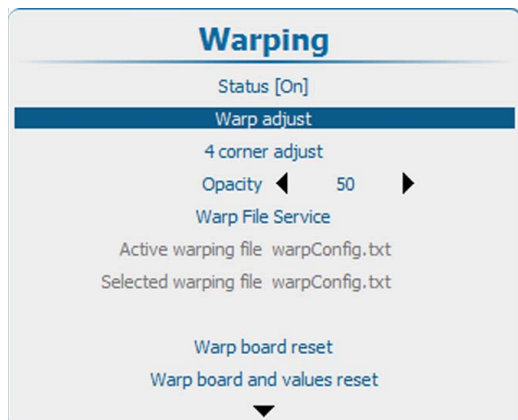 Warping
Status [On]
Warp adjust
4 corner adjust
Opacity 50
Warp File Service
Active warping file warpConfig.txt
Selected warping file warpConfig.txt
Warp board reset
Warp board and values reset